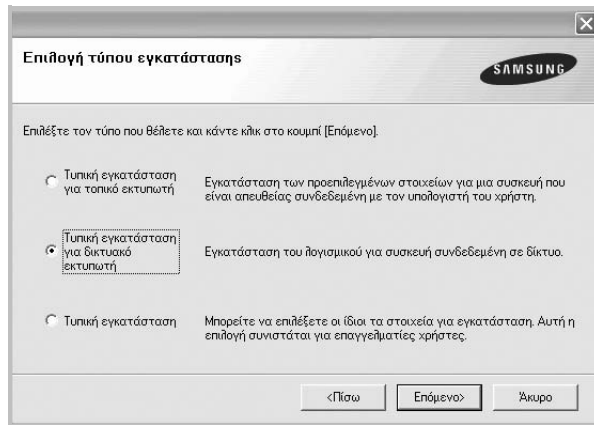 Επιλογή τύπου εγκατάστασης
SAMSUNG
Επιλέξτε τον τύπο που θέλετε και κάντε κλικ στο κουμπί [Επόμενο].
Τυπική εγκατάσταση
για τοπικό εκτυπωτή
Εγκατάσταση των προεπιλεγμένων στοιχείων για μια συσκευή που
είναι απευθείας συνδεδεμένη με τον υπολογιστή του χρήστη.
Τυπική εγκατάσταση
για δικτυακό
εκτυπωτή
Εγκατάσταση του λογισμικού για συσκευή συνδεδεμένη σε δίκτυο.
Τυπική εγκατάσταση
Μπορείτε να επιλέξετε οι ίδιοι τα στοιχεία για εγκατάσταση. Αυτή η
επιλογή συνιστάται για επαγγελματίες χρήστες.
<Πίσω
Επόμενο>
Άκυρο